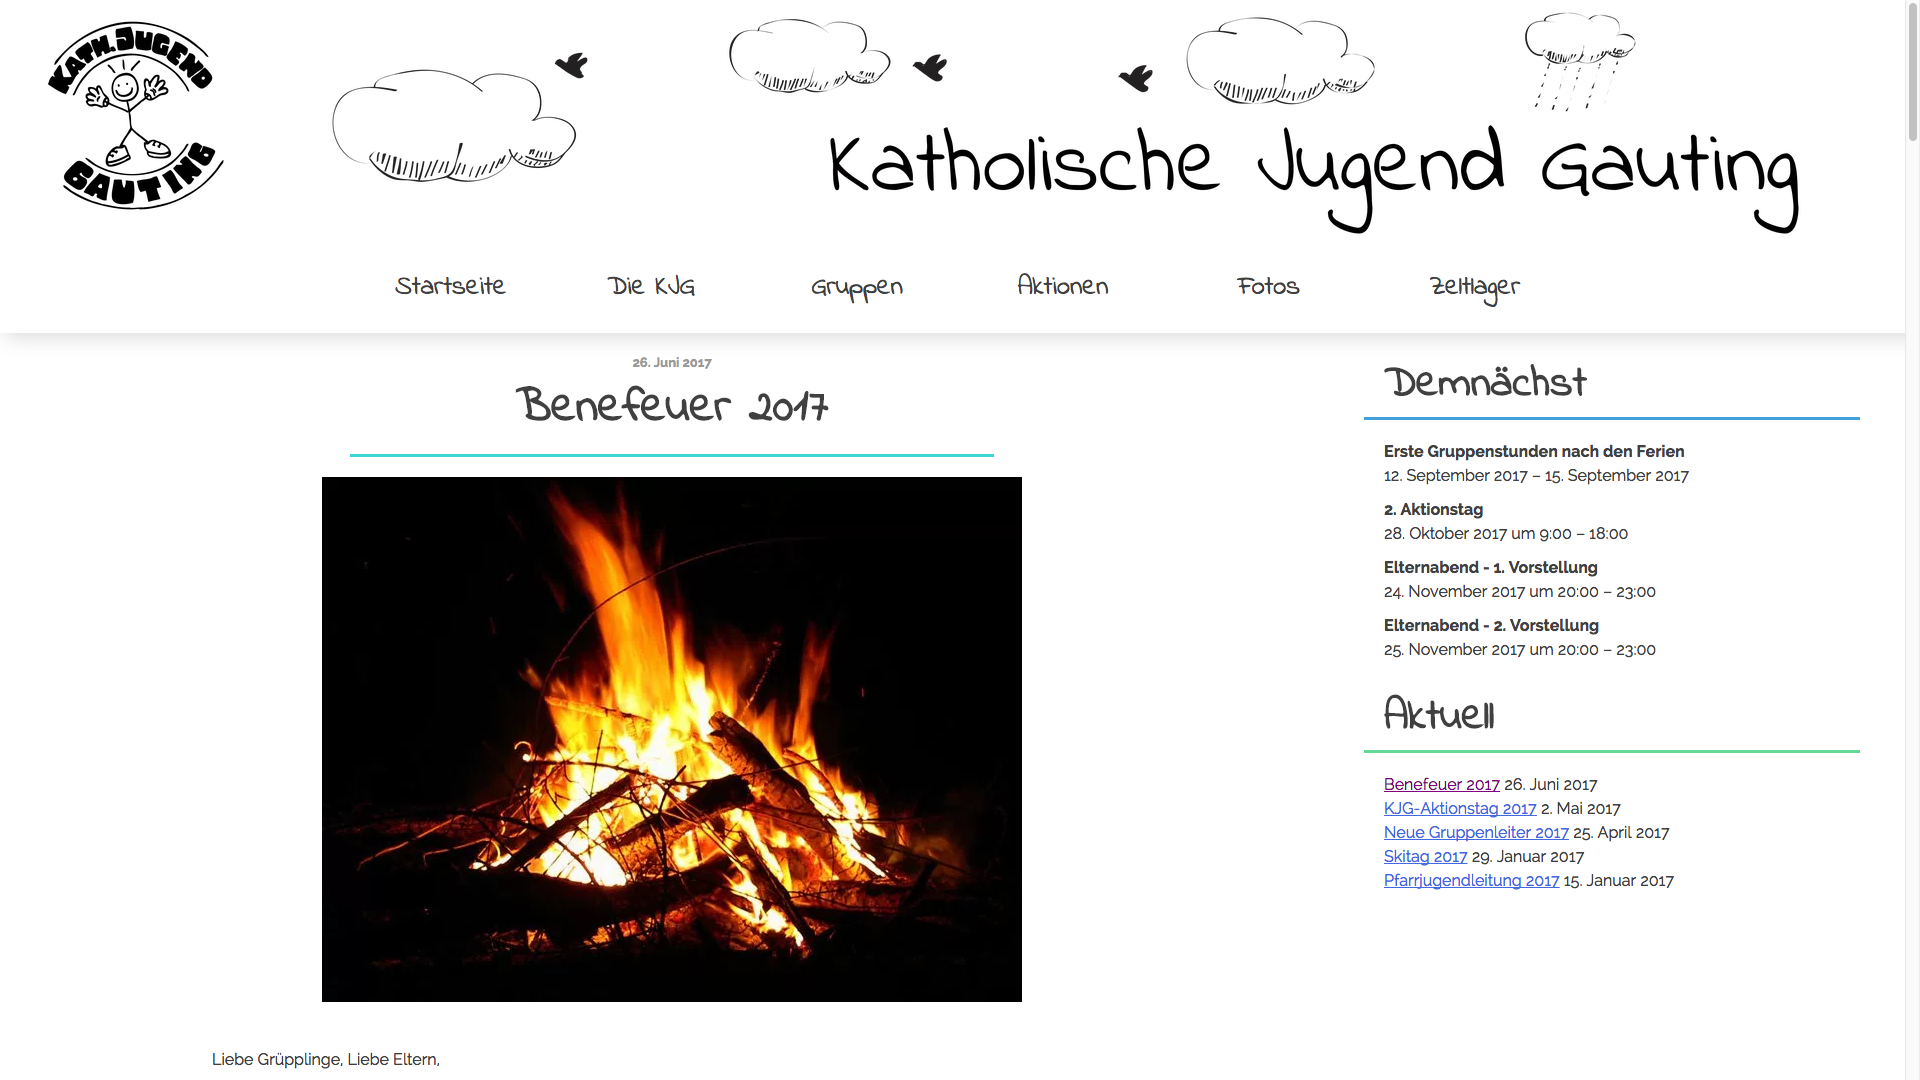 KATH. JUGEND
GAUTING
Katholische Jugend Gauting
Startseite Die KJG Gruppen Aktionen Fotos Zeltlager
26. Juni 2017
Benefeuer 2017
Liebe Grüpplinge, Liebe Eltern,
Demnächst
Erste Gruppenstunden nach den Ferien
12. September 2017 – 15. September 2017
2. Aktionstag
28. Oktober 2017 um 9:00 – 18:00
Elternabend - 1. Vorstellung
24. November 2017 um 20:00 – 23:00
Elternabend - 2. Vorstellung
25. November 2017 um 20:00 – 23:00
Aktuell
Benefeuer 2017 26. Juni 2017
KJG-Aktionstag 2017 2. Mai 2017
Neue Gruppenleiter 2017 25. April 2017
Skitag 2017 29. Januar 2017
Pfarrjugendleitung 2017 15. Januar 2017